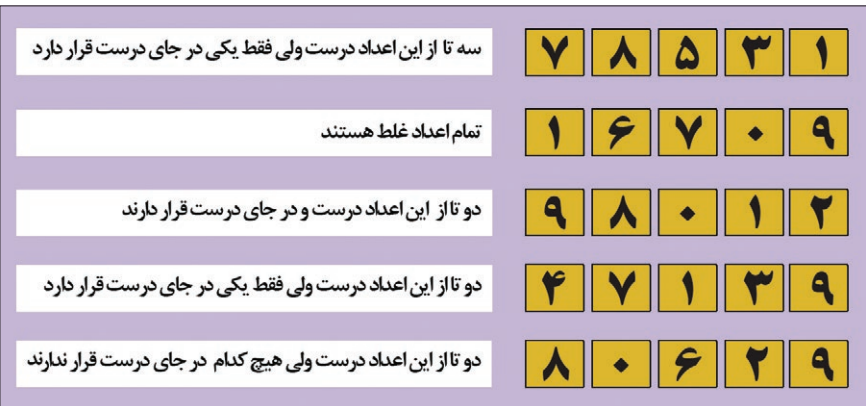 سه تا از این اعداد درست ولی فقط یکی در جای درست قرار دارد
۷ ۸ ۵ ۳ ۱
تمام اعداد غلط هستند
۱ ۶ ۷ ۰ ۹
دو تا از این اعداد درست و در جای درست قرار دارند
۹ ۸ ۰ ۱ ۲
دو تا از این اعداد درست ولی فقط یکی در جای درست قرار دارد
۴ ۷ ۱ ۳ ۹
دو تا از این اعداد درست ولی هیچ کدام در جای درست قرار ندارند
۸ ۰ ۶ ۲ ۹